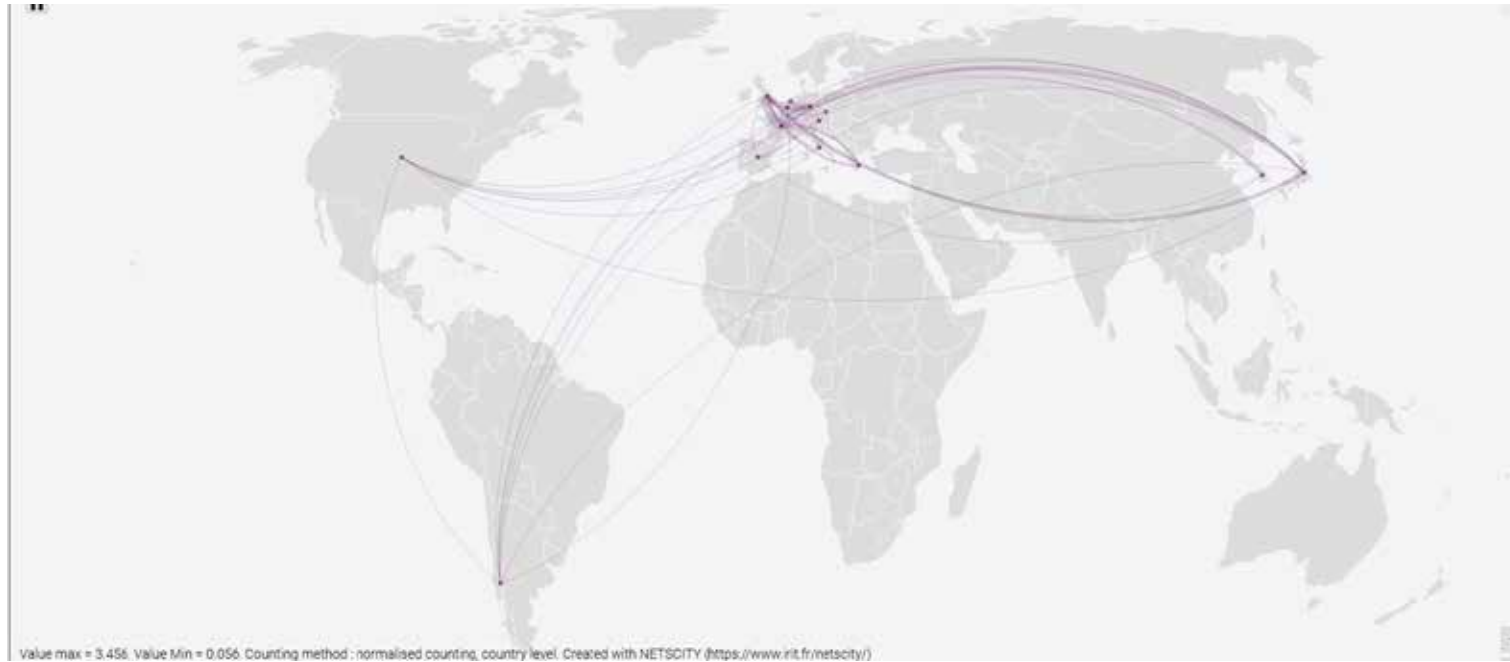 Value max = 3.456. Value Min = 0.056. Counting method : normalised counting, country level. Created with NETSCITY (https://www.irit.fr/netscity/)